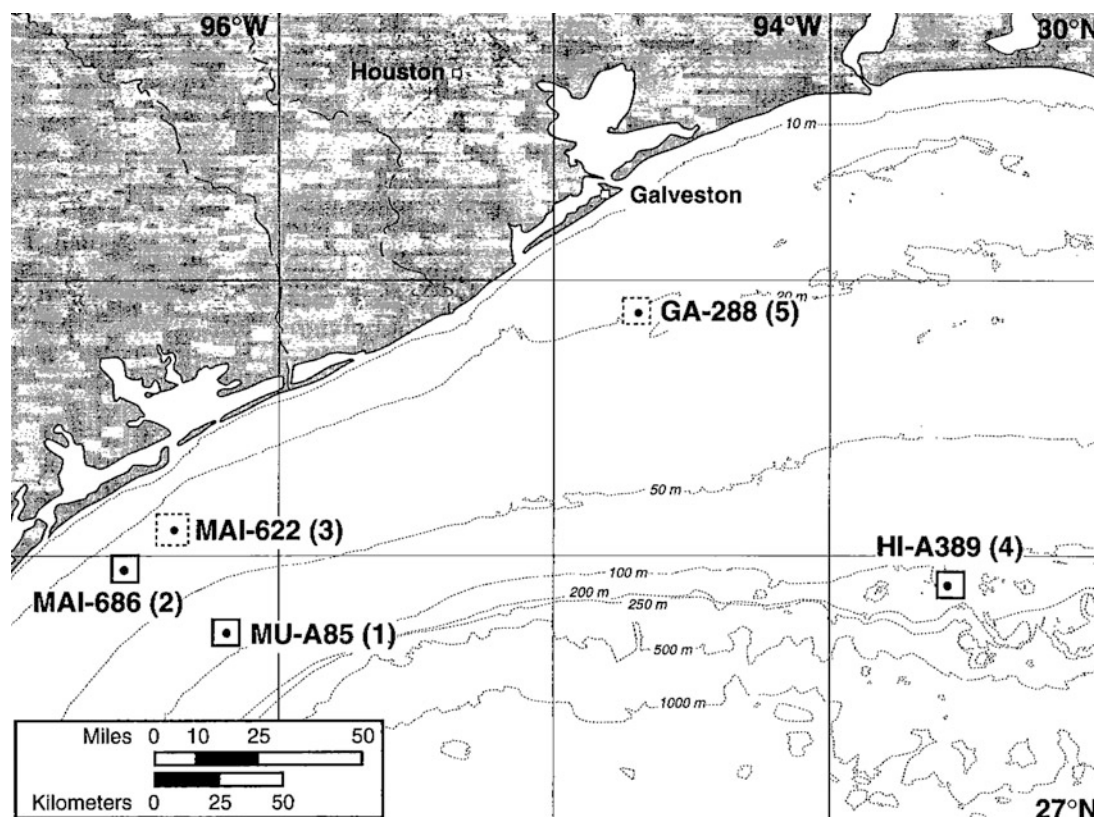 96°W
94°W
30°N
Houston
10 m
Galveston
20 m
GA-288 (5)
50 m
MAI-622 (3)
HI-A389 (4)
MAI-686 (2)
100 m
200 m
250 m
MU-A85 (1)
500 m
1000 m
Miles 0 10 25 50
Kilometers 0 25 50
27°N